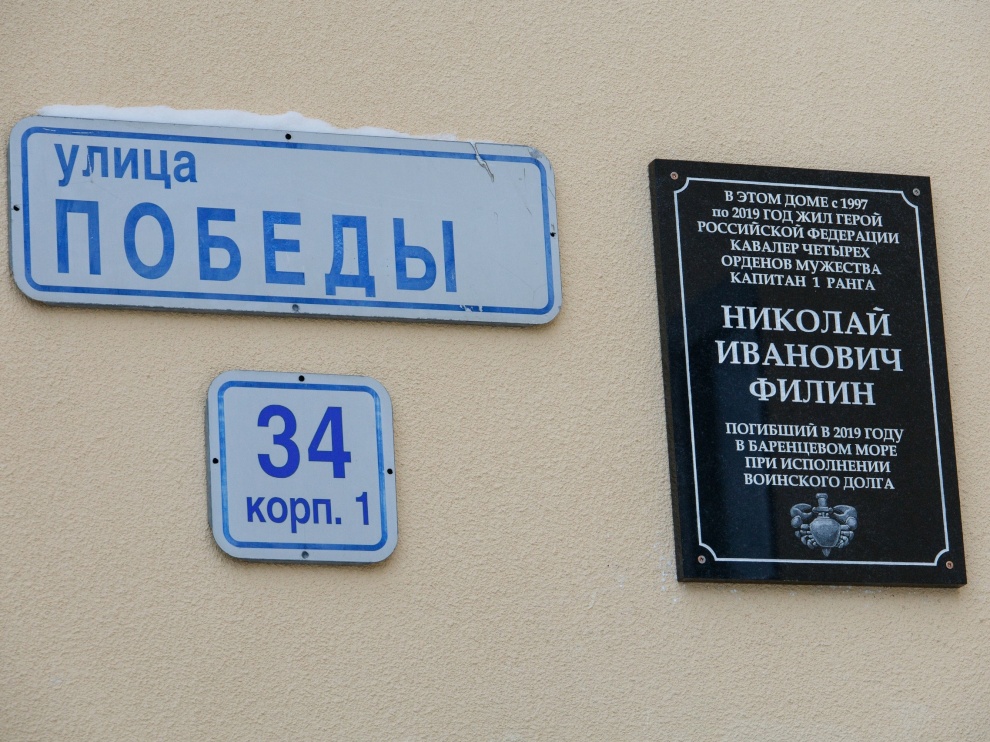 улица
ПОБЕДЫ
34
корп. 1
В ЭТОМ ДОМЕ с 1997
по 2019 ГОД ЖИЛ ГЕРОЙ
РОССИЙСКОЙ ФЕДЕРАЦИИ
КАВАЛЕР ЧЕТЫРЕХ
ОРДЕНОВ МУЖЕСТВА
КАПИТАН 1 РАНГА
НИКОЛАЙ
ИВАНОВИЧ
ФИЛИН
ПОГИБШИЙ В 2019 ГОДУ
В БАРЕНЦЕВОМ МОРЕ
ПРИ ИСПОЛНЕНИИ
ВОИНСКОГО ДОЛГА